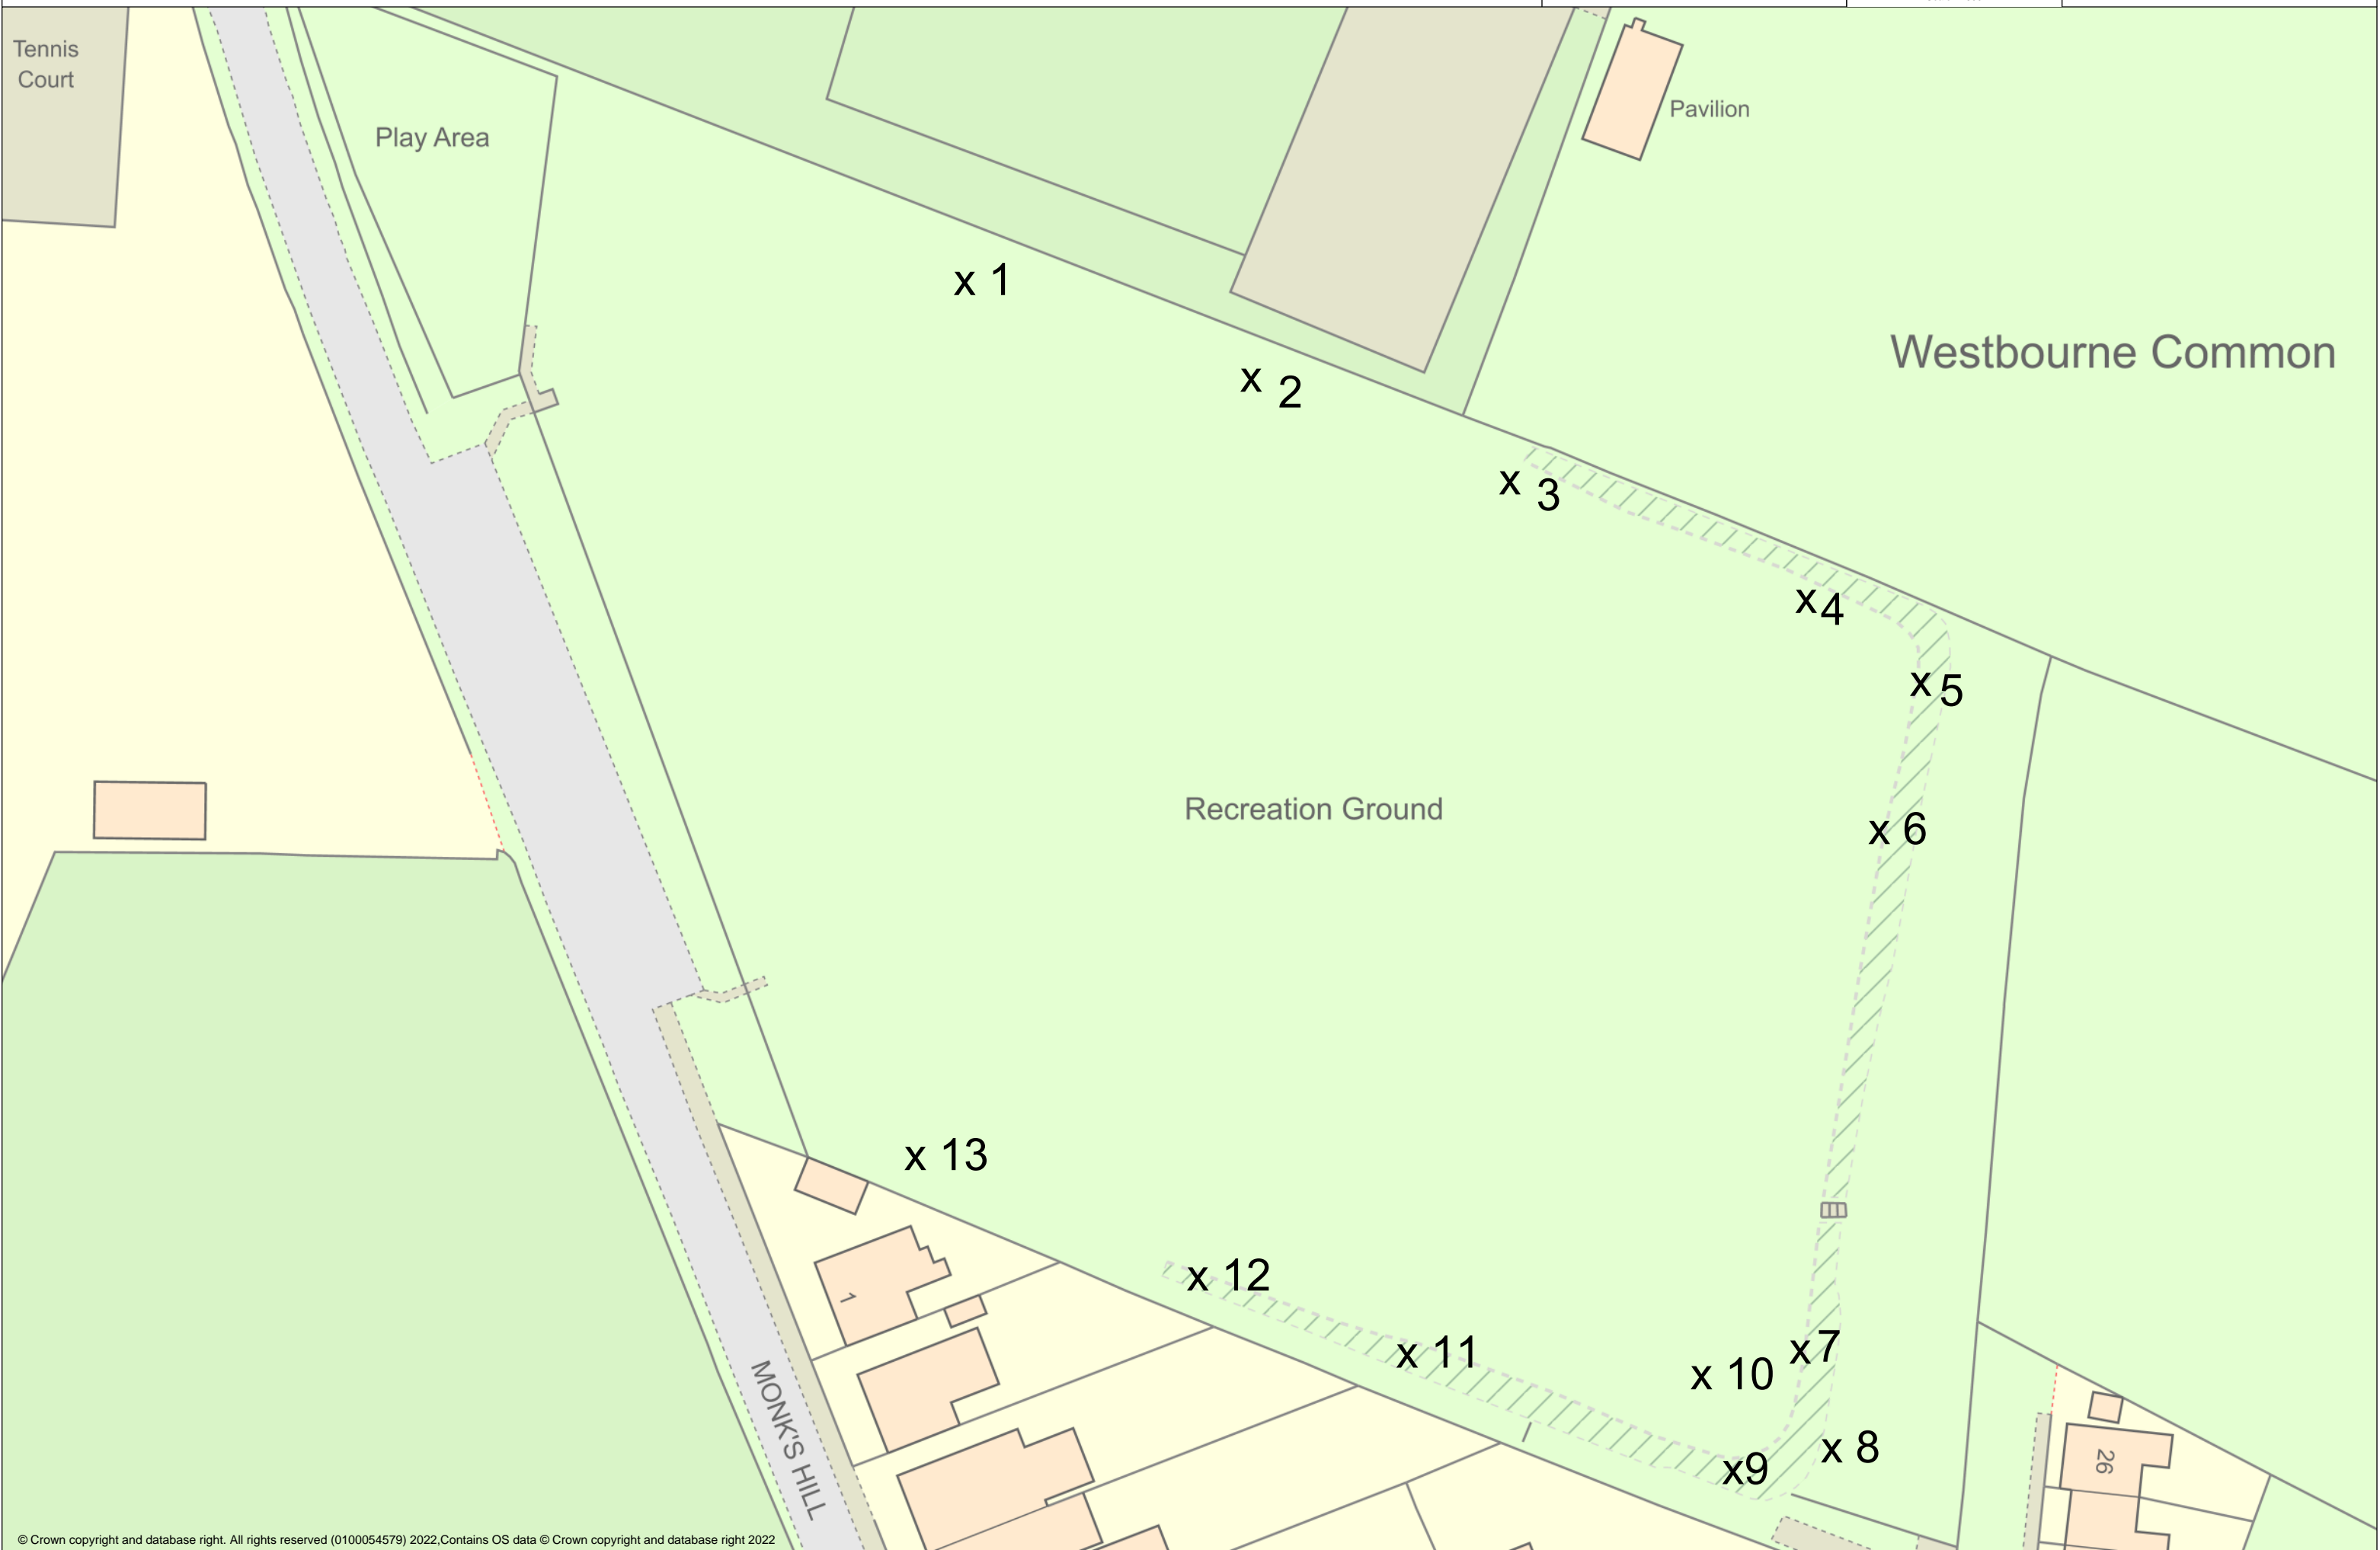 Tennis
Court
Play Area
Pavilion
Westbourne Common
x 1
x 2
x 3
x4
x 5
Recreation Ground
x 6
x 13
x 12
x 11
x 10
x7
x 8
x9
1
MONK'S HILL
26
© Crown copyright and database right. All rights reserved (0100054579) 2022,Contains OS data © Crown copyright and database right 2022